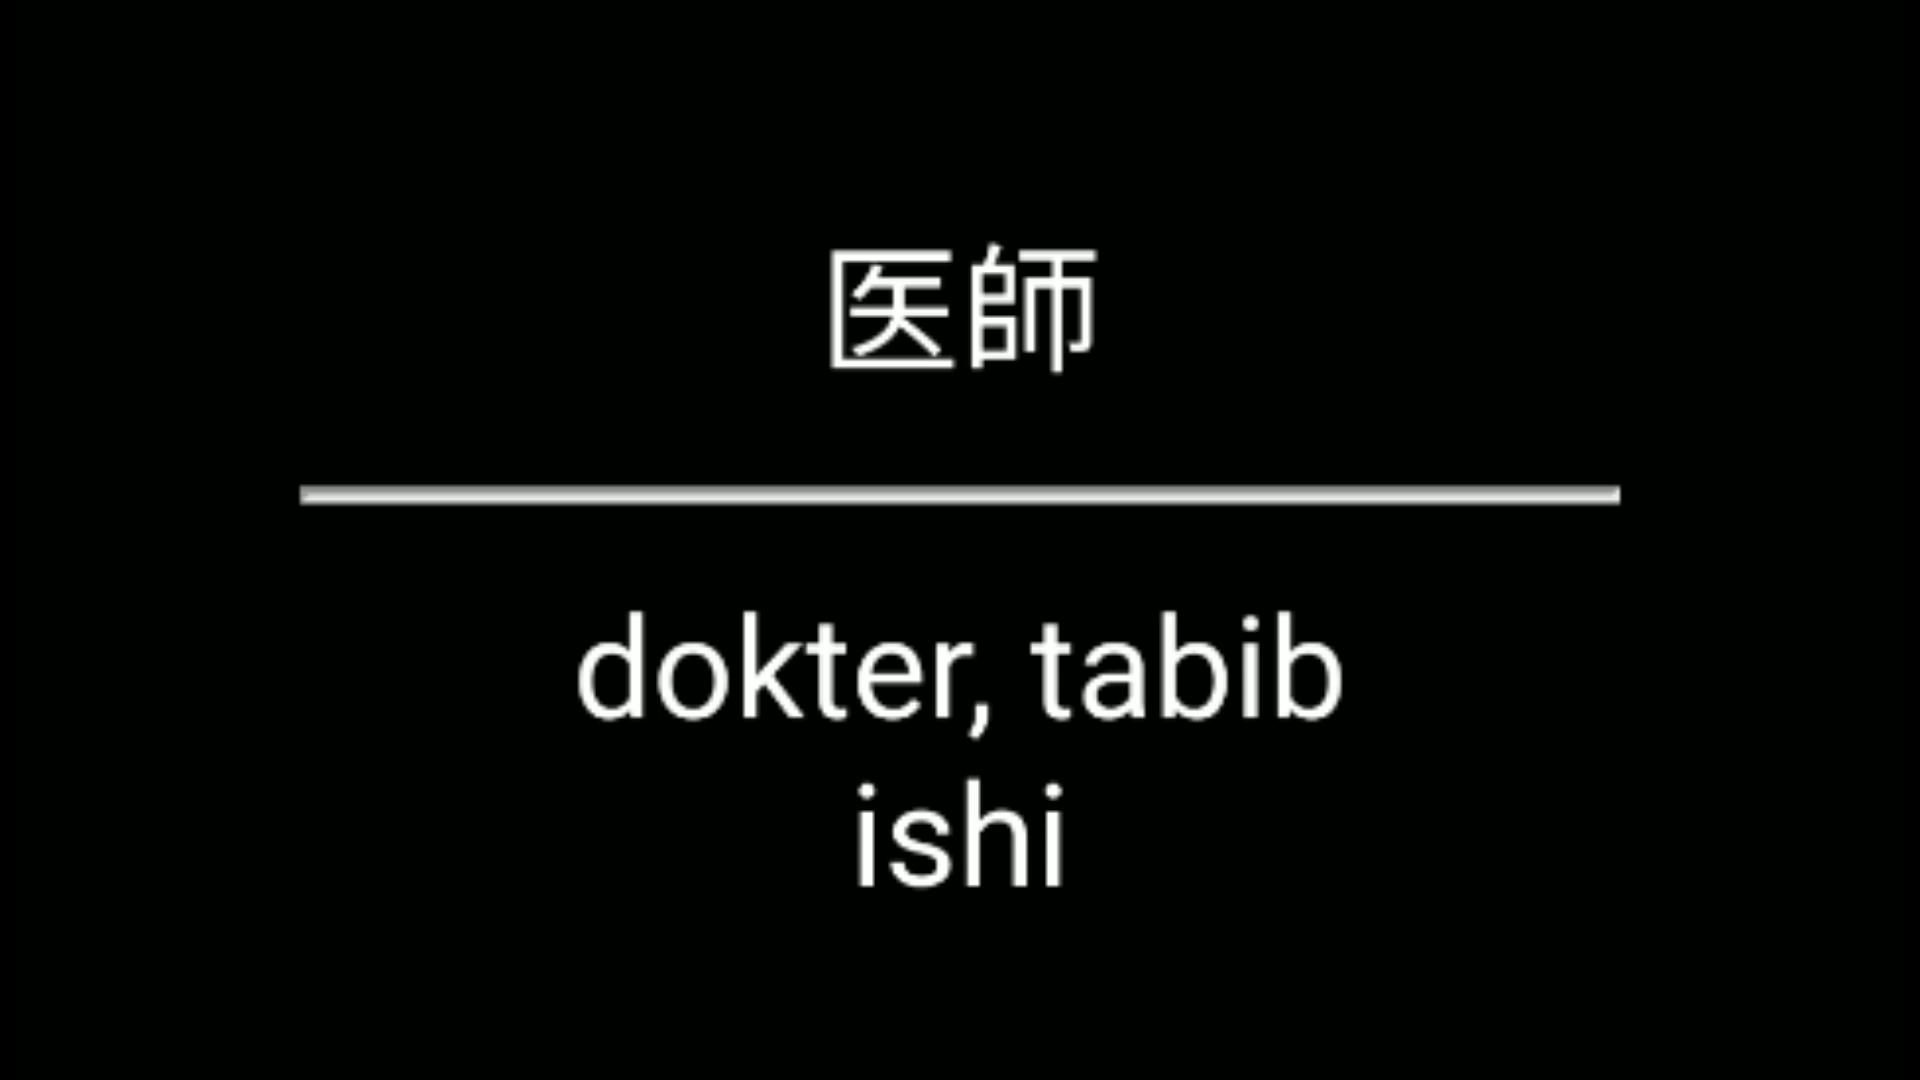 医師
dokter, tabib
ishi